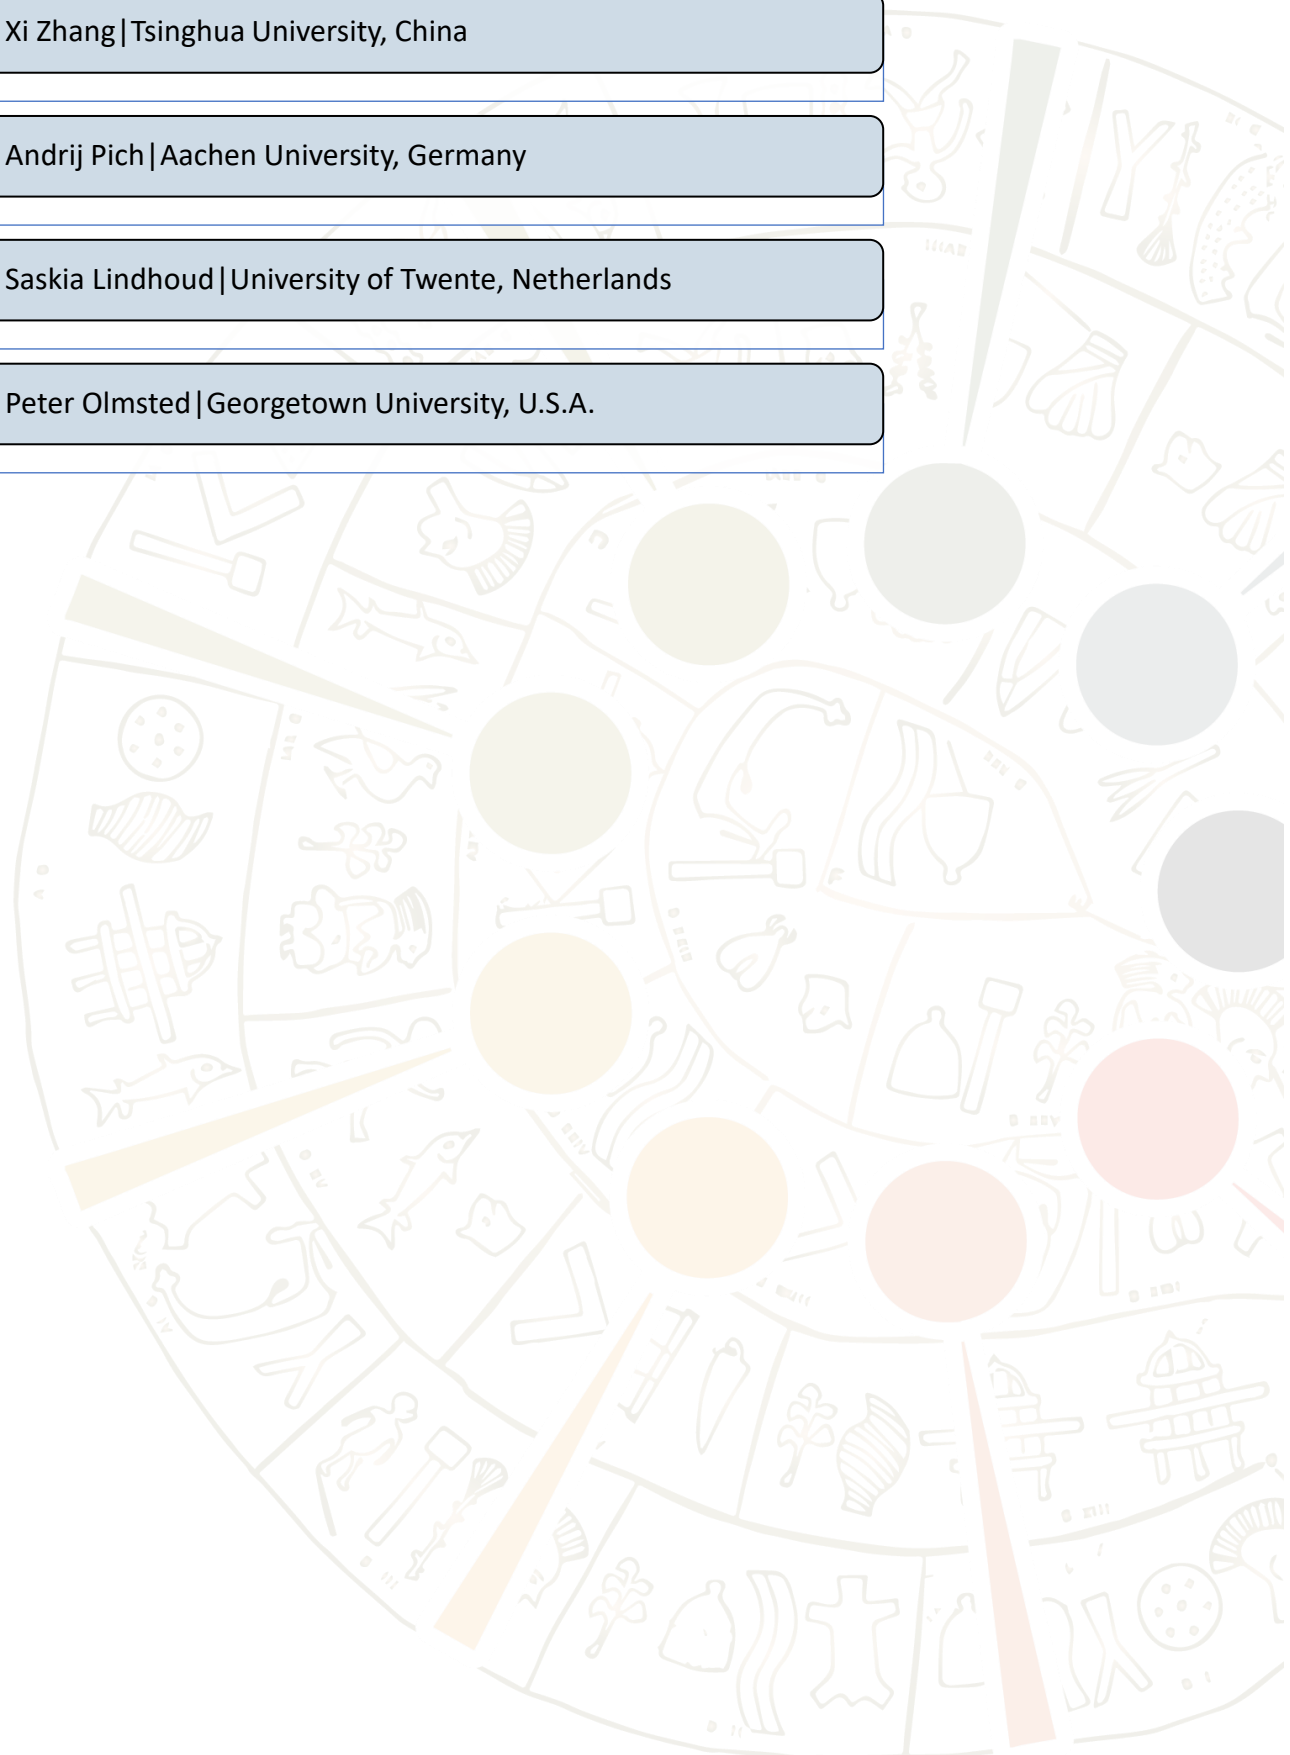 Xi Zhang|Tsinghua University, China
Andrij Pich|Aachen University, Germany
Saskia Lindhoud|University of Twente, Netherlands
Peter Olmsted|Georgetown University, U.S.A.